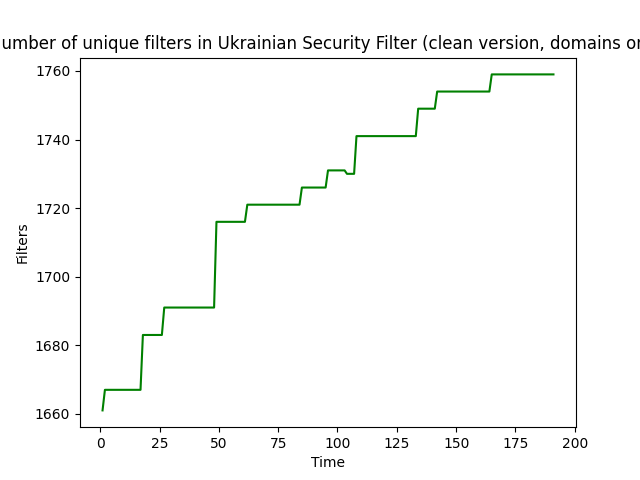 umber of unique filters in Ukrainian Security Filter (clean version, domains or
1760
1740
1720
1700
1680
1660
Filters
0 25 50 75 100 125 150 175 200
Time